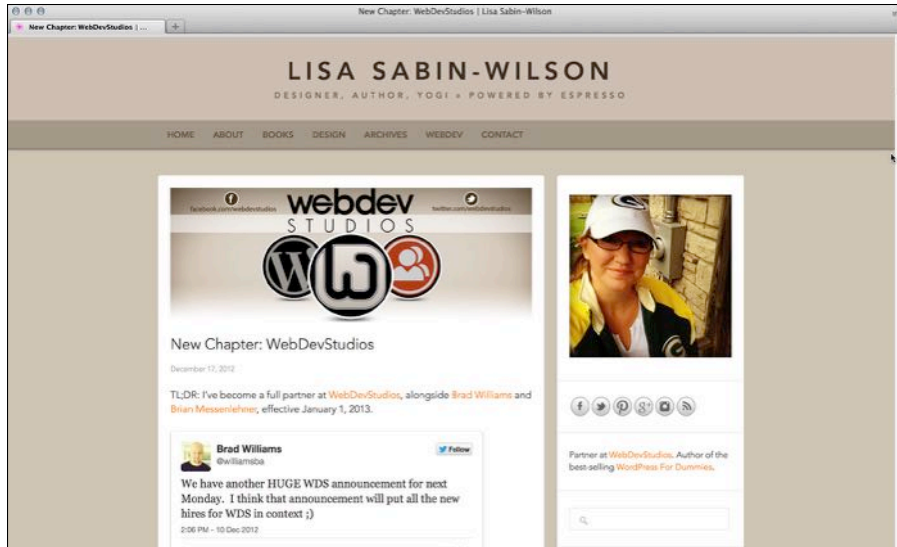 New Chapter: WebDevStudios | Lisa Sabin-Wilson
New Chapter: WebDevStudios | ...
LISA SABIN-WILSON
DESIGNER, AUTHOR, YOGI » POWERED BY ESPRESSO
HOME ABOUT BOOKS DESIGN ARCHIVES WEBDEV CONTACT
facebook.com/webdevstudios
webdev
twitter.com/webdevstudios
STUDIOS
New Chapter: WebDevStudios
December 17, 2012
TL;DR: I've become a full partner at WebDevStudios, alongside Brad Williams and
Brian Messenlehner, effective January 1, 2013.
Brad Williams
@williamsba
Follow
We have another HUGE WDS announcement for next
Monday. I think that announcement will put all the new
hires for WDS in context ;)
2:06 PM - 10 Dec 2012
Partner at WebDevStudios. Author of the
best-selling WordPress For Dummies.